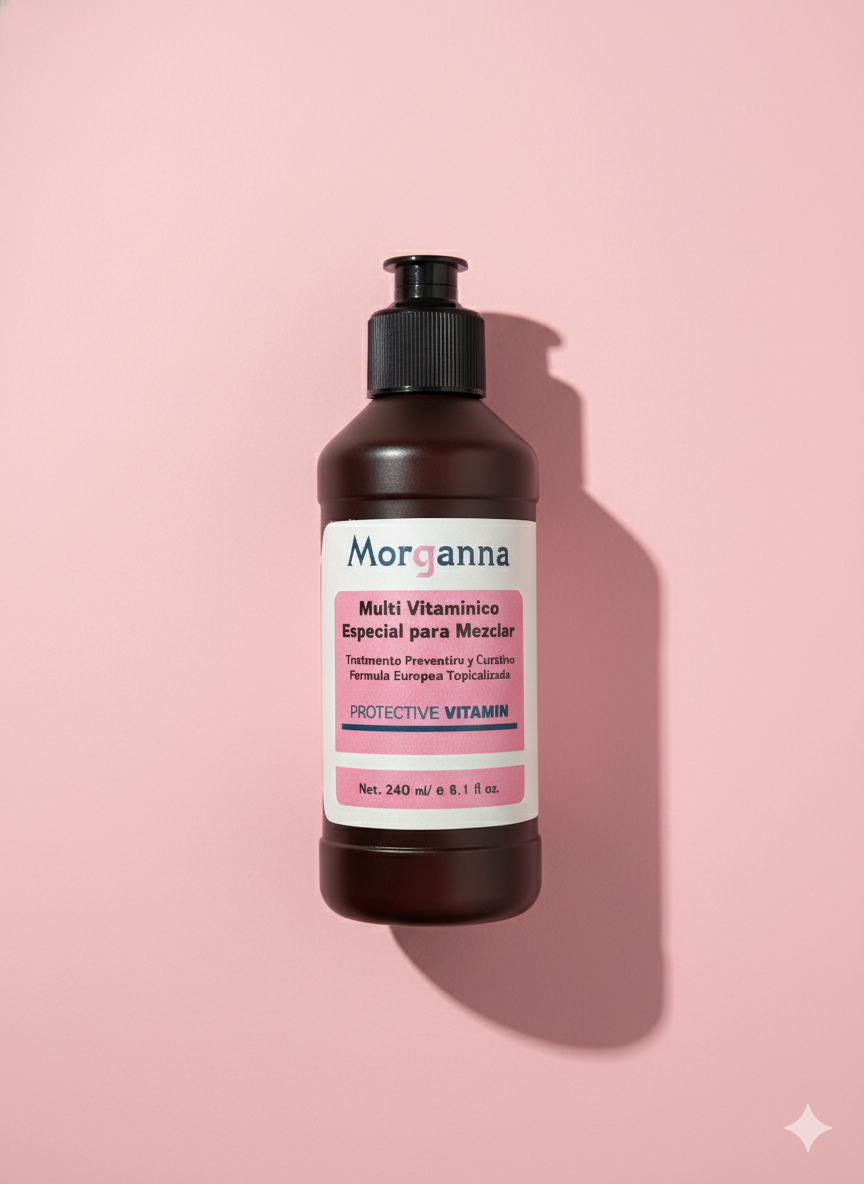 Morganna
Multi Vitaminico
Especial para Mezclar
Tnatmento Preventiru y Curstno
Fermula Europea Topicalizada
PROTECTIVE VITAMIN
Net. 240 ml/ e 8.1 fl oz.